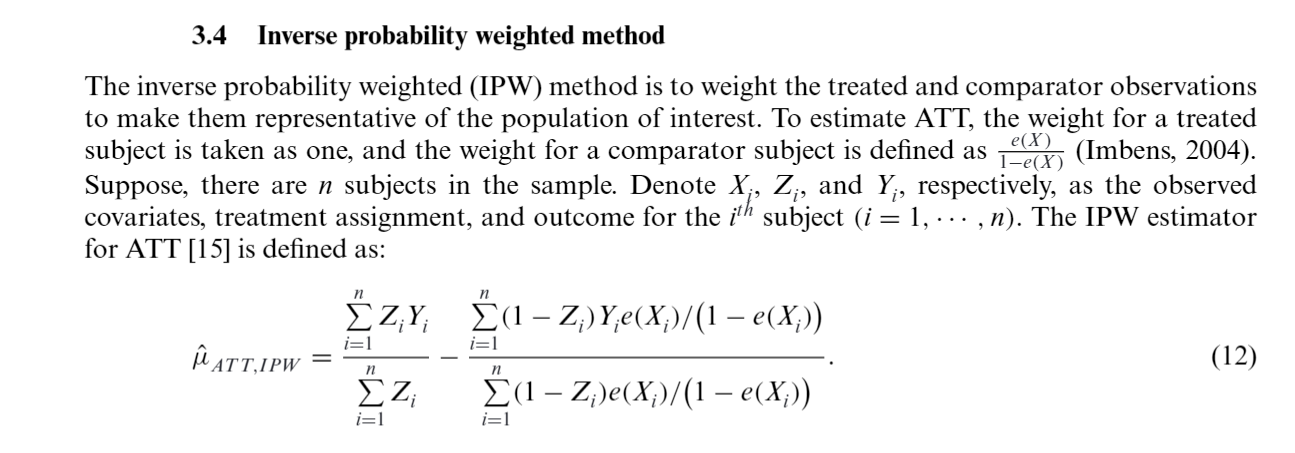 3.4 Inverse probability weighted method
The inverse probability weighted (IPW) method is to weight the treated and comparator observations
to make them representative of the population of interest. To estimate ATT, the weight for a treated
subject is taken as one, and the weight for a comparator subject is defined as $\frac{e(X)}{1-e(X)}$ (Imbens, 2004).
Suppose, there are $n$ subjects in the sample. Denote $X_i$, $Z_i$, and $Y_i$, respectively, as the observed
covariates, treatment assignment, and outcome for the $i^{th}$ subject ($i = 1, \cdots, n$). The IPW estimator
for ATT [15] is defined as:
$\hat{\mu}_{ATT,IPW} = \frac{\sum_{i=1}^{n} Z_i Y_i}{\sum_{i=1}^{n} Z_i} - \frac{\sum_{i=1}^{n} (1 - Z_i) Y_i e(X_i)/(1 - e(X_i))}{\sum_{i=1}^{n} (1 - Z_i) e(X_i)/(1 - e(X_i))}.$ (12)